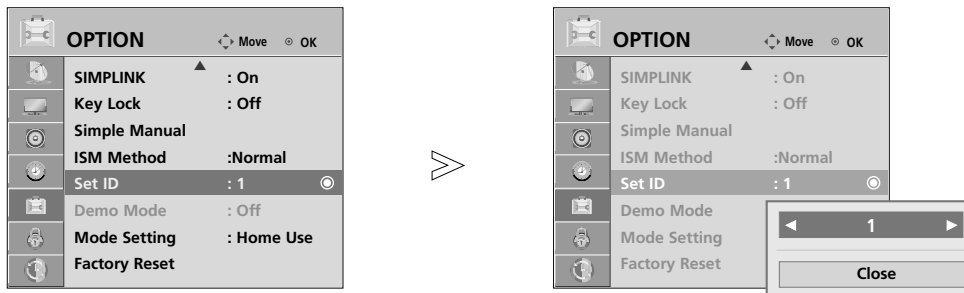 OPTION Move OK
SIMPLINK : On
Key Lock : Off
Simple Manual
ISM Method :Normal
Set ID : 1
Demo Mode : Off
Mode Setting : Home Use
Factory Reset
OPTION Move OK
SIMPLINK : On
Key Lock : Off
Simple Manual
ISM Method :Normal
Set ID : 1
Demo Mode
Mode Setting
Factory Reset
◄ 1 ►
Close